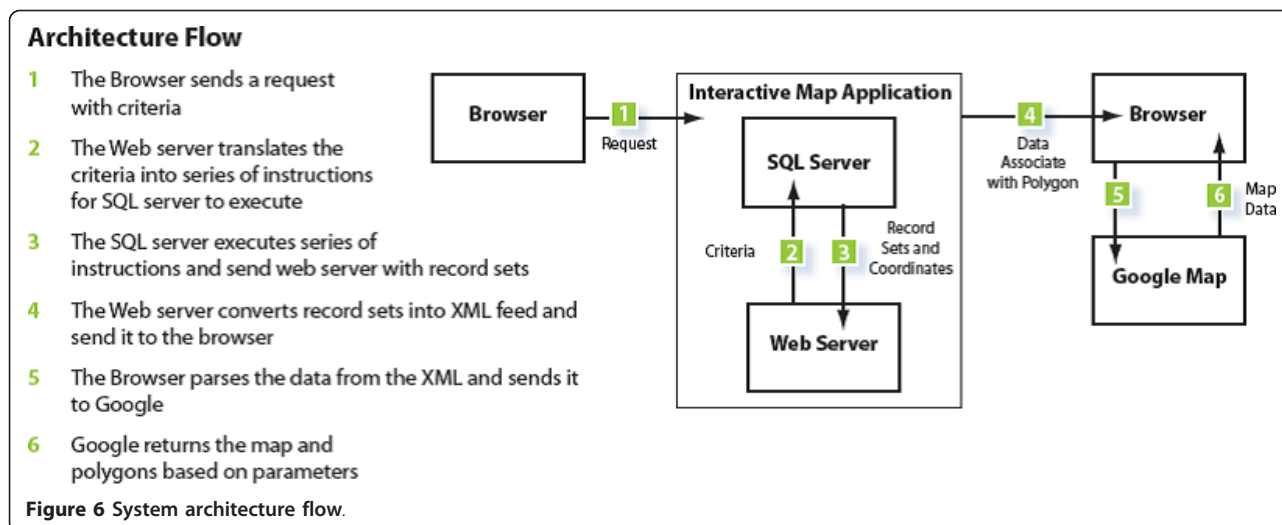 Architecture Flow
1 The Browser sends a request
with criteria
2 The Web server translates the
criteria into series of instructions
for SQL server to execute
3 The SQL server executes series of
instructions and send web server with record sets
4 The Web server converts record sets into XML feed and
send it to the browser
5 The Browser parses the data from the XML and sends it
to Google
6 Google returns the map and
polygons based on parameters
Browser
1
Request
Interactive Map Application
SQL Server
Criteria
2
3
Record
Sets and
Coordinates
Web Server
4
Data
Associate
with Polygon
Browser
5
6
Map
Data
Google Map
Figure 6 System architecture flow.